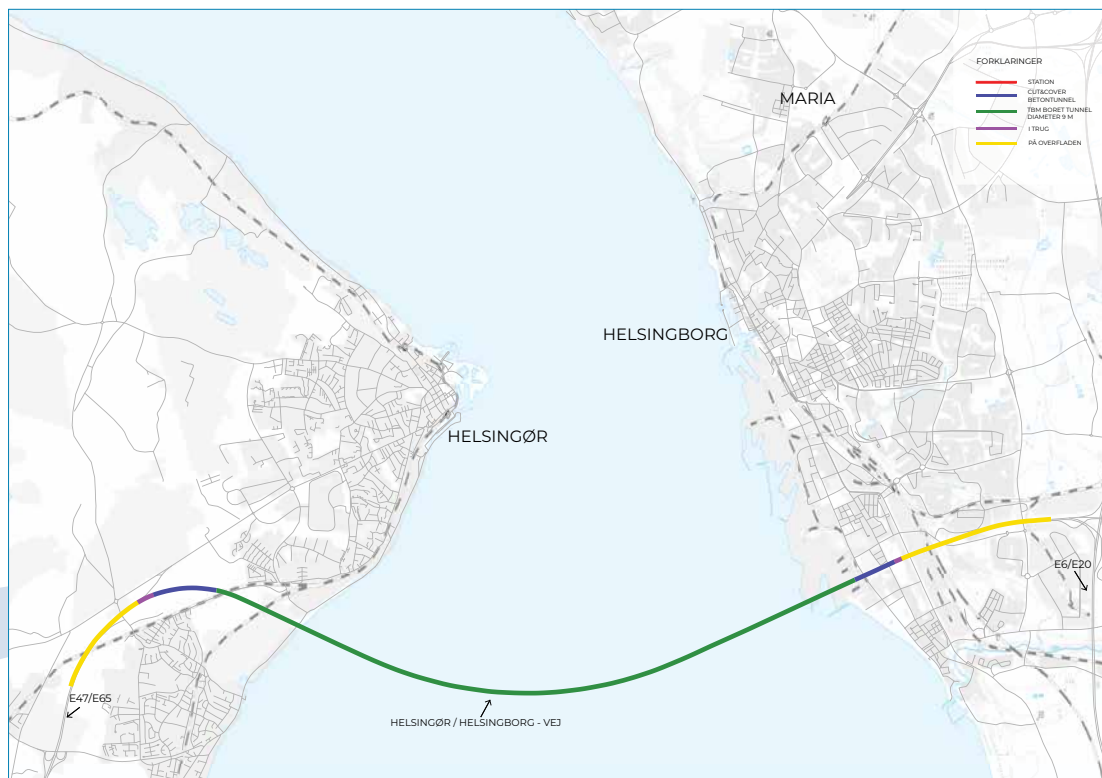 FORKLARINGER
STATION
CUT&COVER
BETONTUNNEL
TBM BORET TUNNEL
DIAMETER 9 M
I TRUG
PÅ OVERFLADEN
MARIA
HELSINGBORG
HELSINGØR
E6/E20
E47/E65
HELSINGØR / HELSINGBORG - VEJ